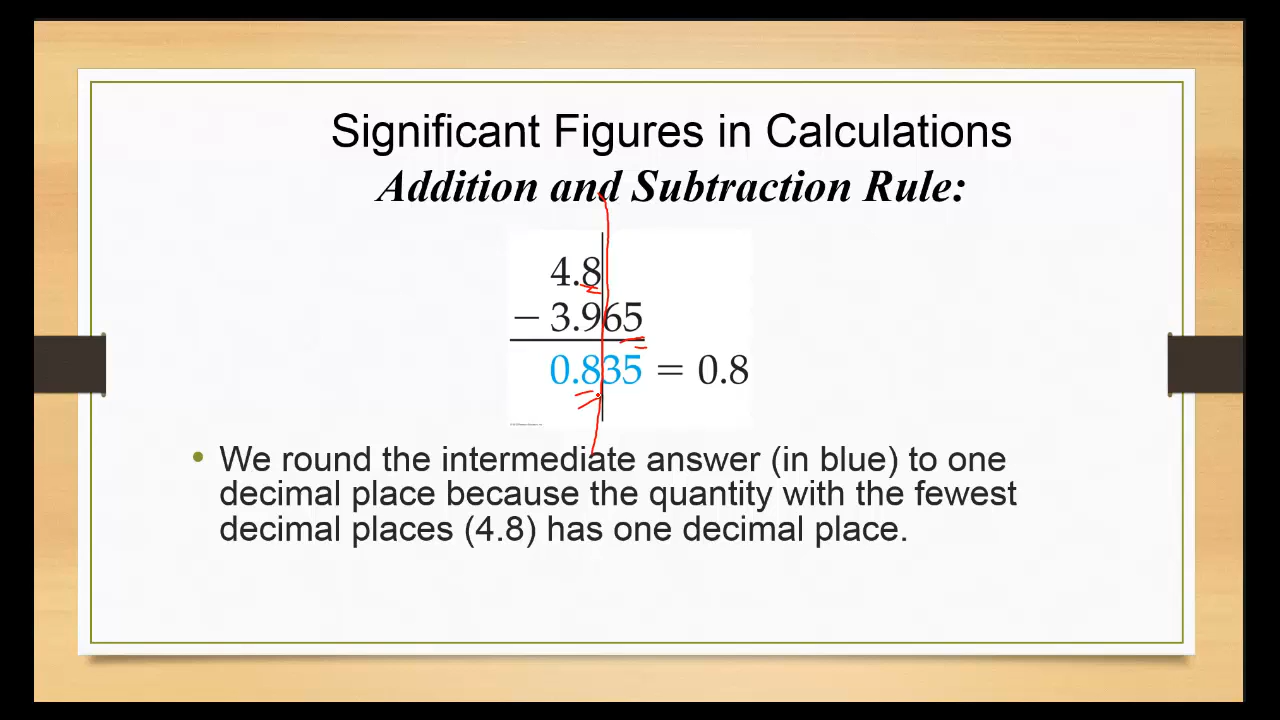 Significant Figures in Calculations
Addition and Subtraction Rule:
4.8
− 3.965
0.835 = 0.8
• We round the intermediate answer (in blue) to one
decimal place because the quantity with the fewest
decimal places (4.8) has one decimal place.